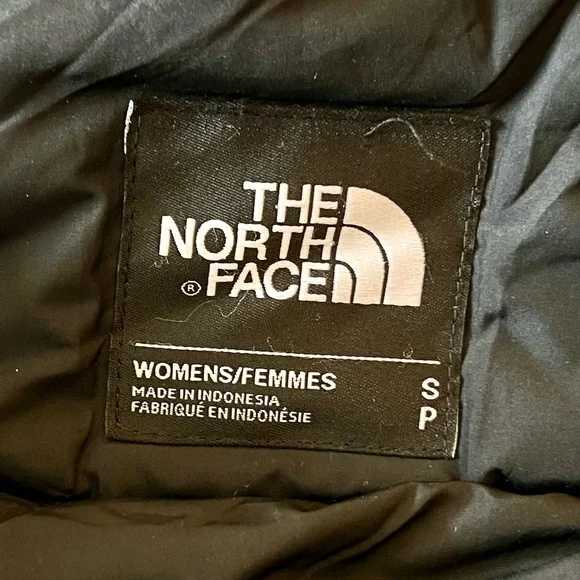 THE
NORTH
® FACE
WOMENS/FEMMES S
MADE IN INDONESIA
FABRIQUÉ EN INDONÉSIE P